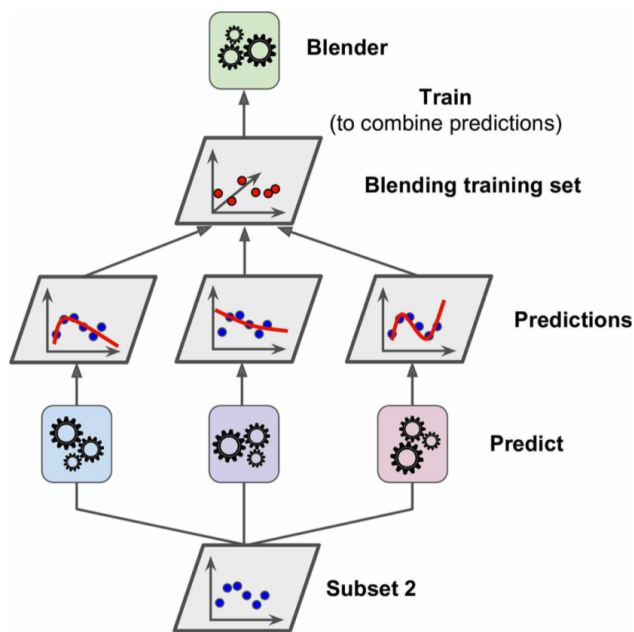 Blender
Train
(to combine predictions)
Blending training set
Predictions
Predict
Subset 2